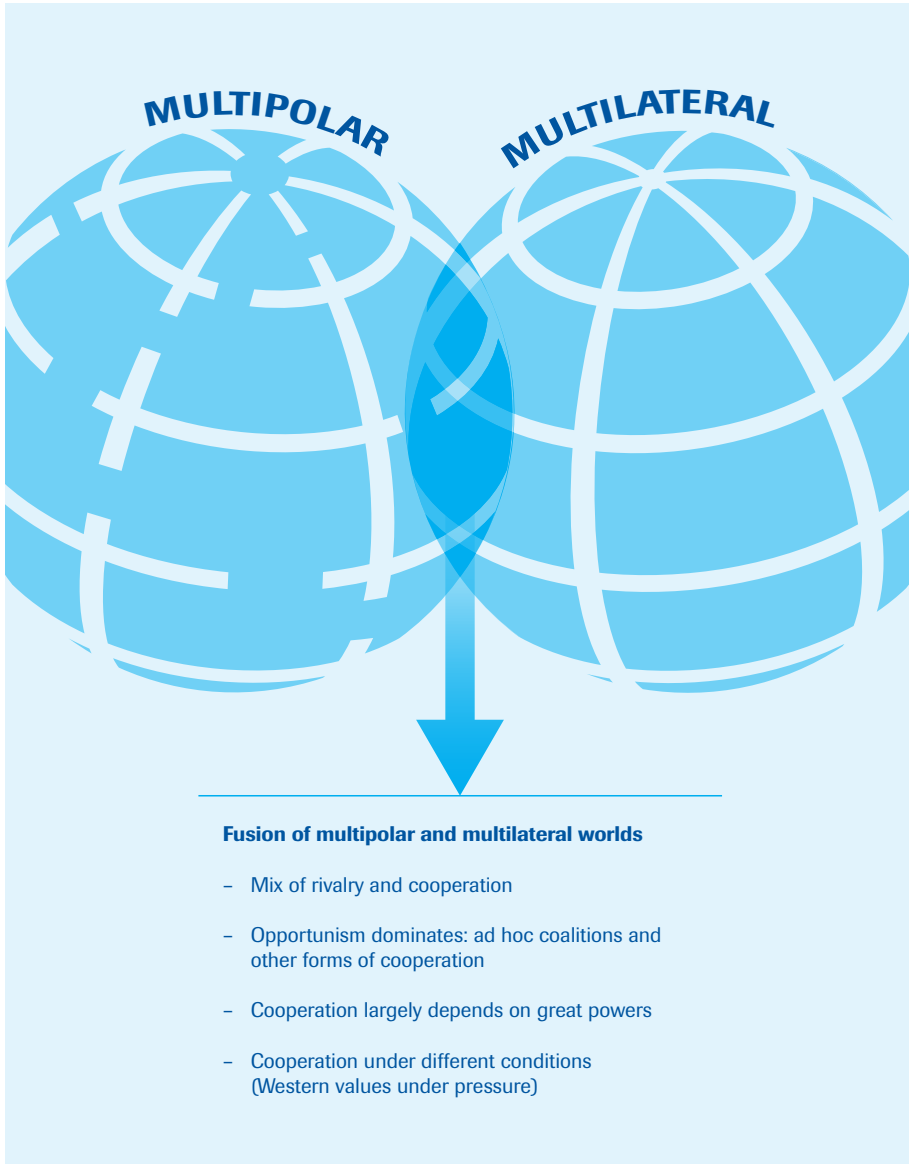 MULTIPOLAR
MULTILATERAL
Fusion of multipolar and multilateral worlds
– Mix of rivalry and cooperation
– Opportunism dominates: ad hoc coalitions and
other forms of cooperation
– Cooperation largely depends on great powers
– Cooperation under different conditions
(Western values under pressure)